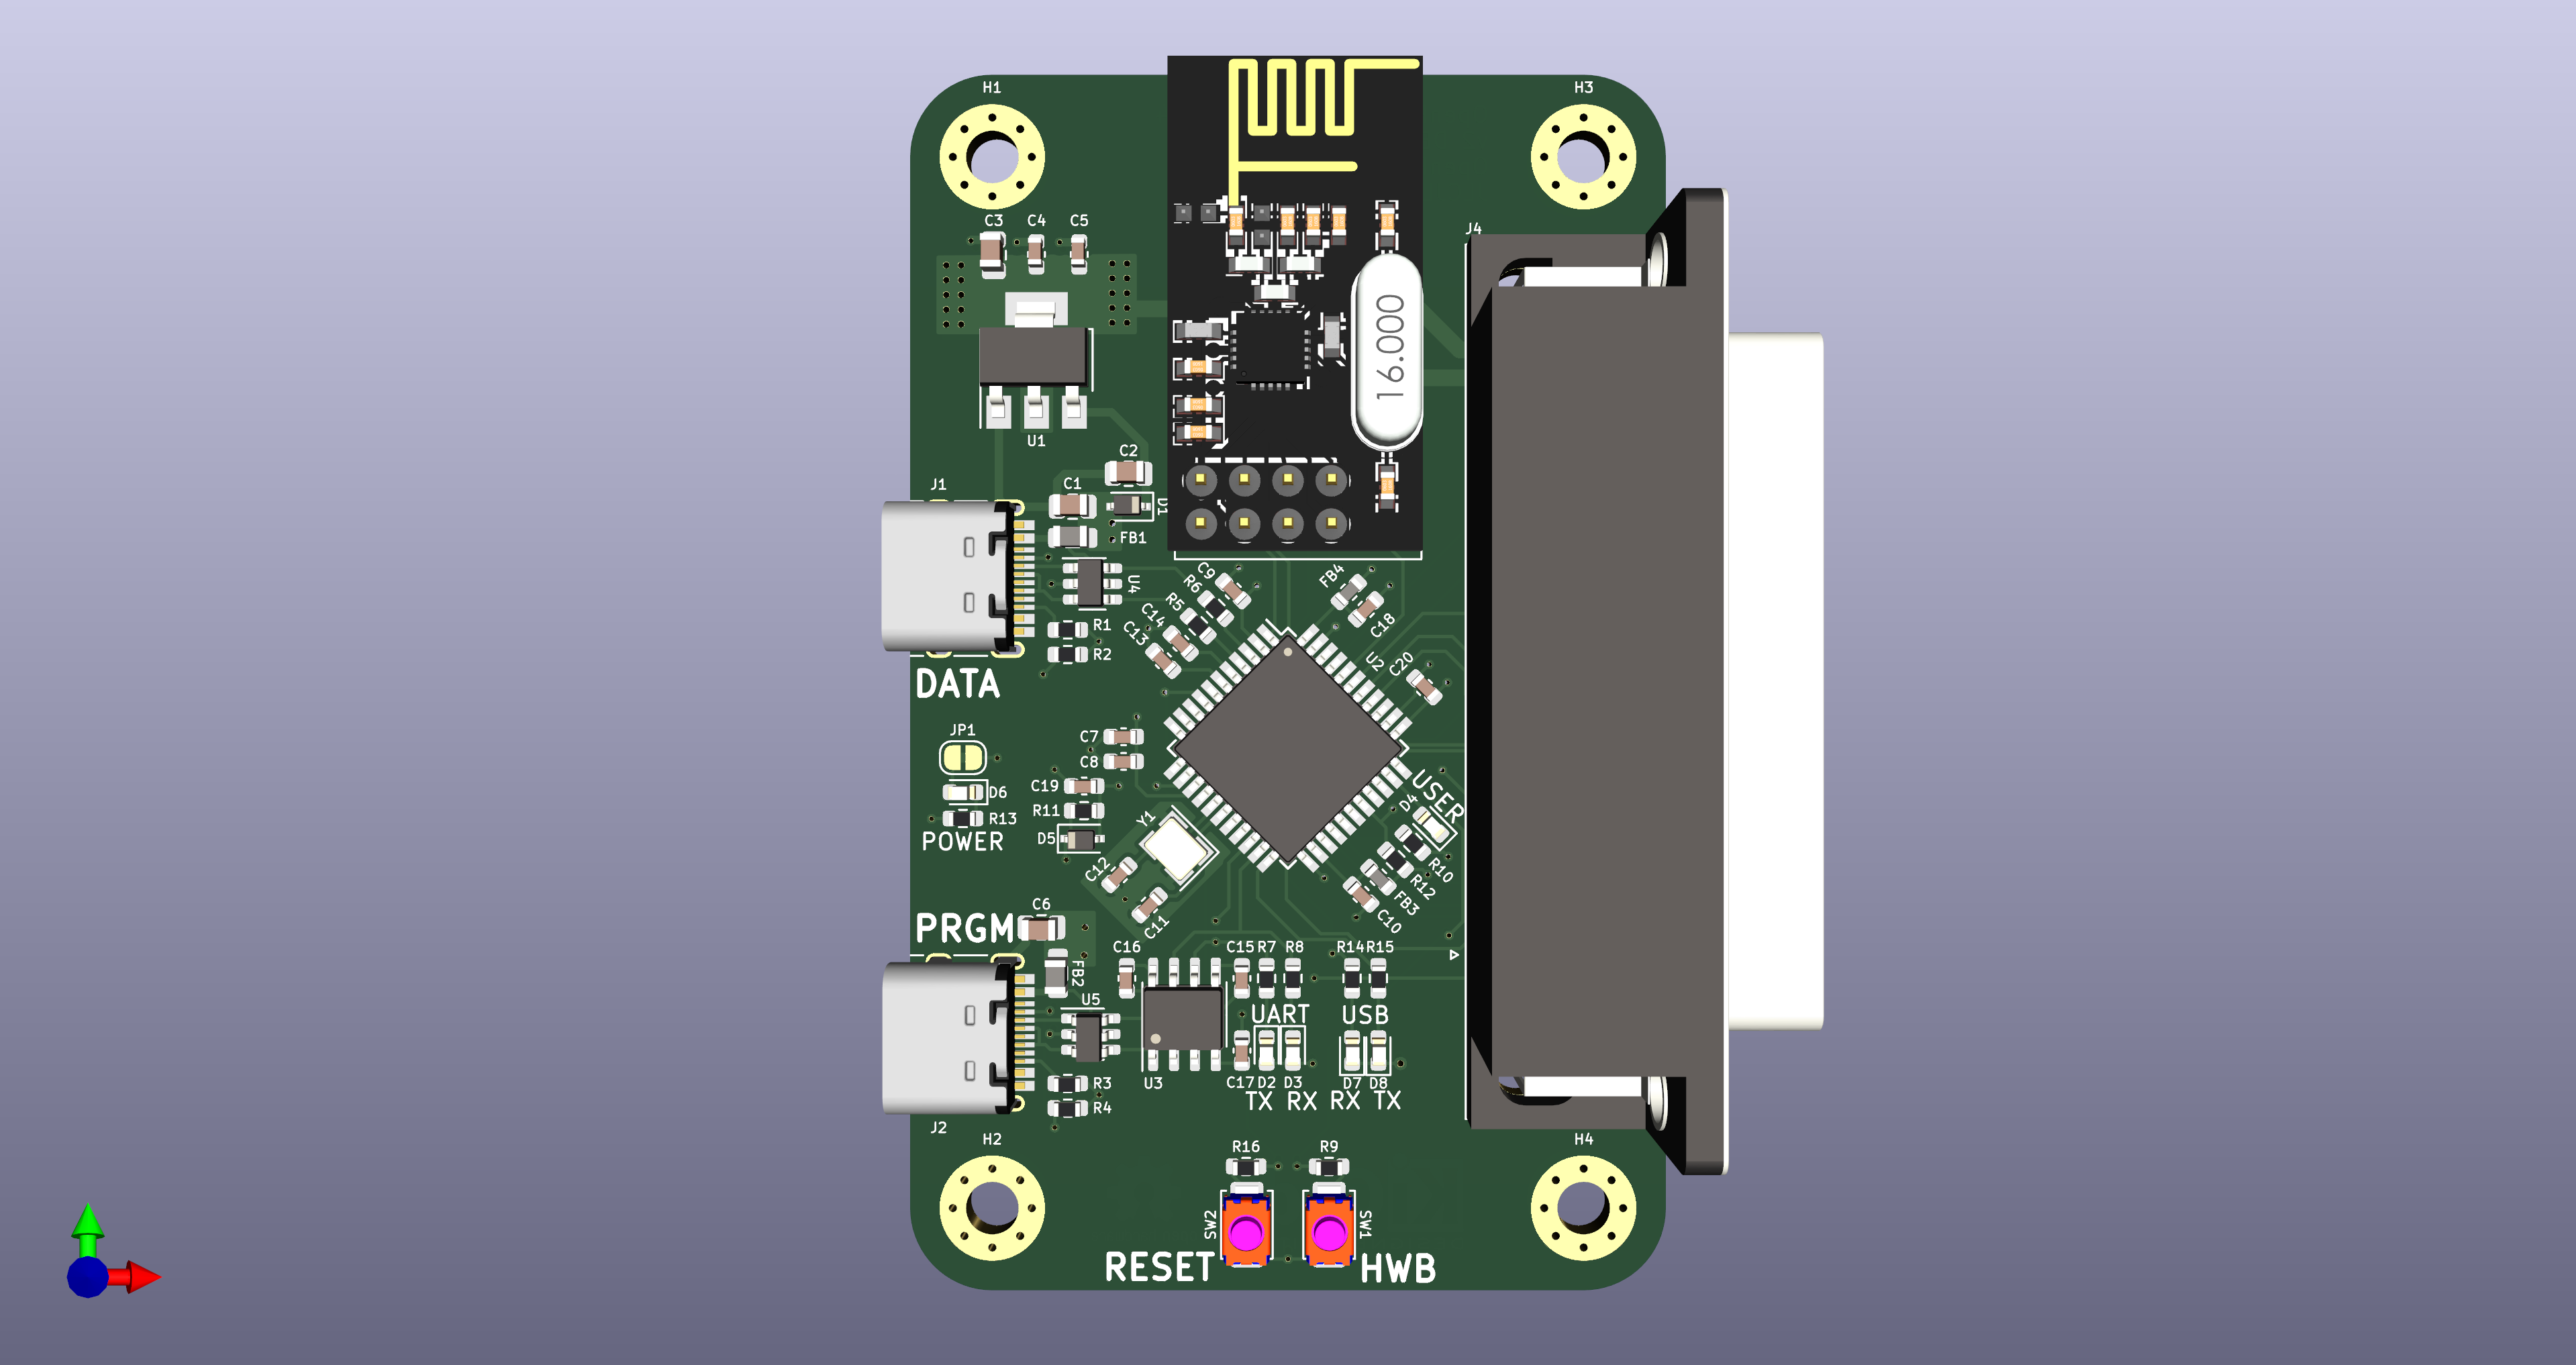 H1
H3
C3 C4 C5
J4
16.000
U1
C2
J1
C1
D1
FB1
U4
C9
R6
R5
C14
C13
FB4
C18
R1
R2
U2
C20
DATA
JP1
C7
C8
D6
C19
R13
R11
POWER
D5
Y1
USER
D4
C12
C11
R10
R12
FB3
C10
C6
PRGM
FB2
C16 C15 R7 R8 R14 R15
U5
UART USB
R3
U3
C17 D2 D3 D7 D8
TX RX RX TX
R4
J2
H2
H4
R16 R9
SW2
SW1
RESET HWB